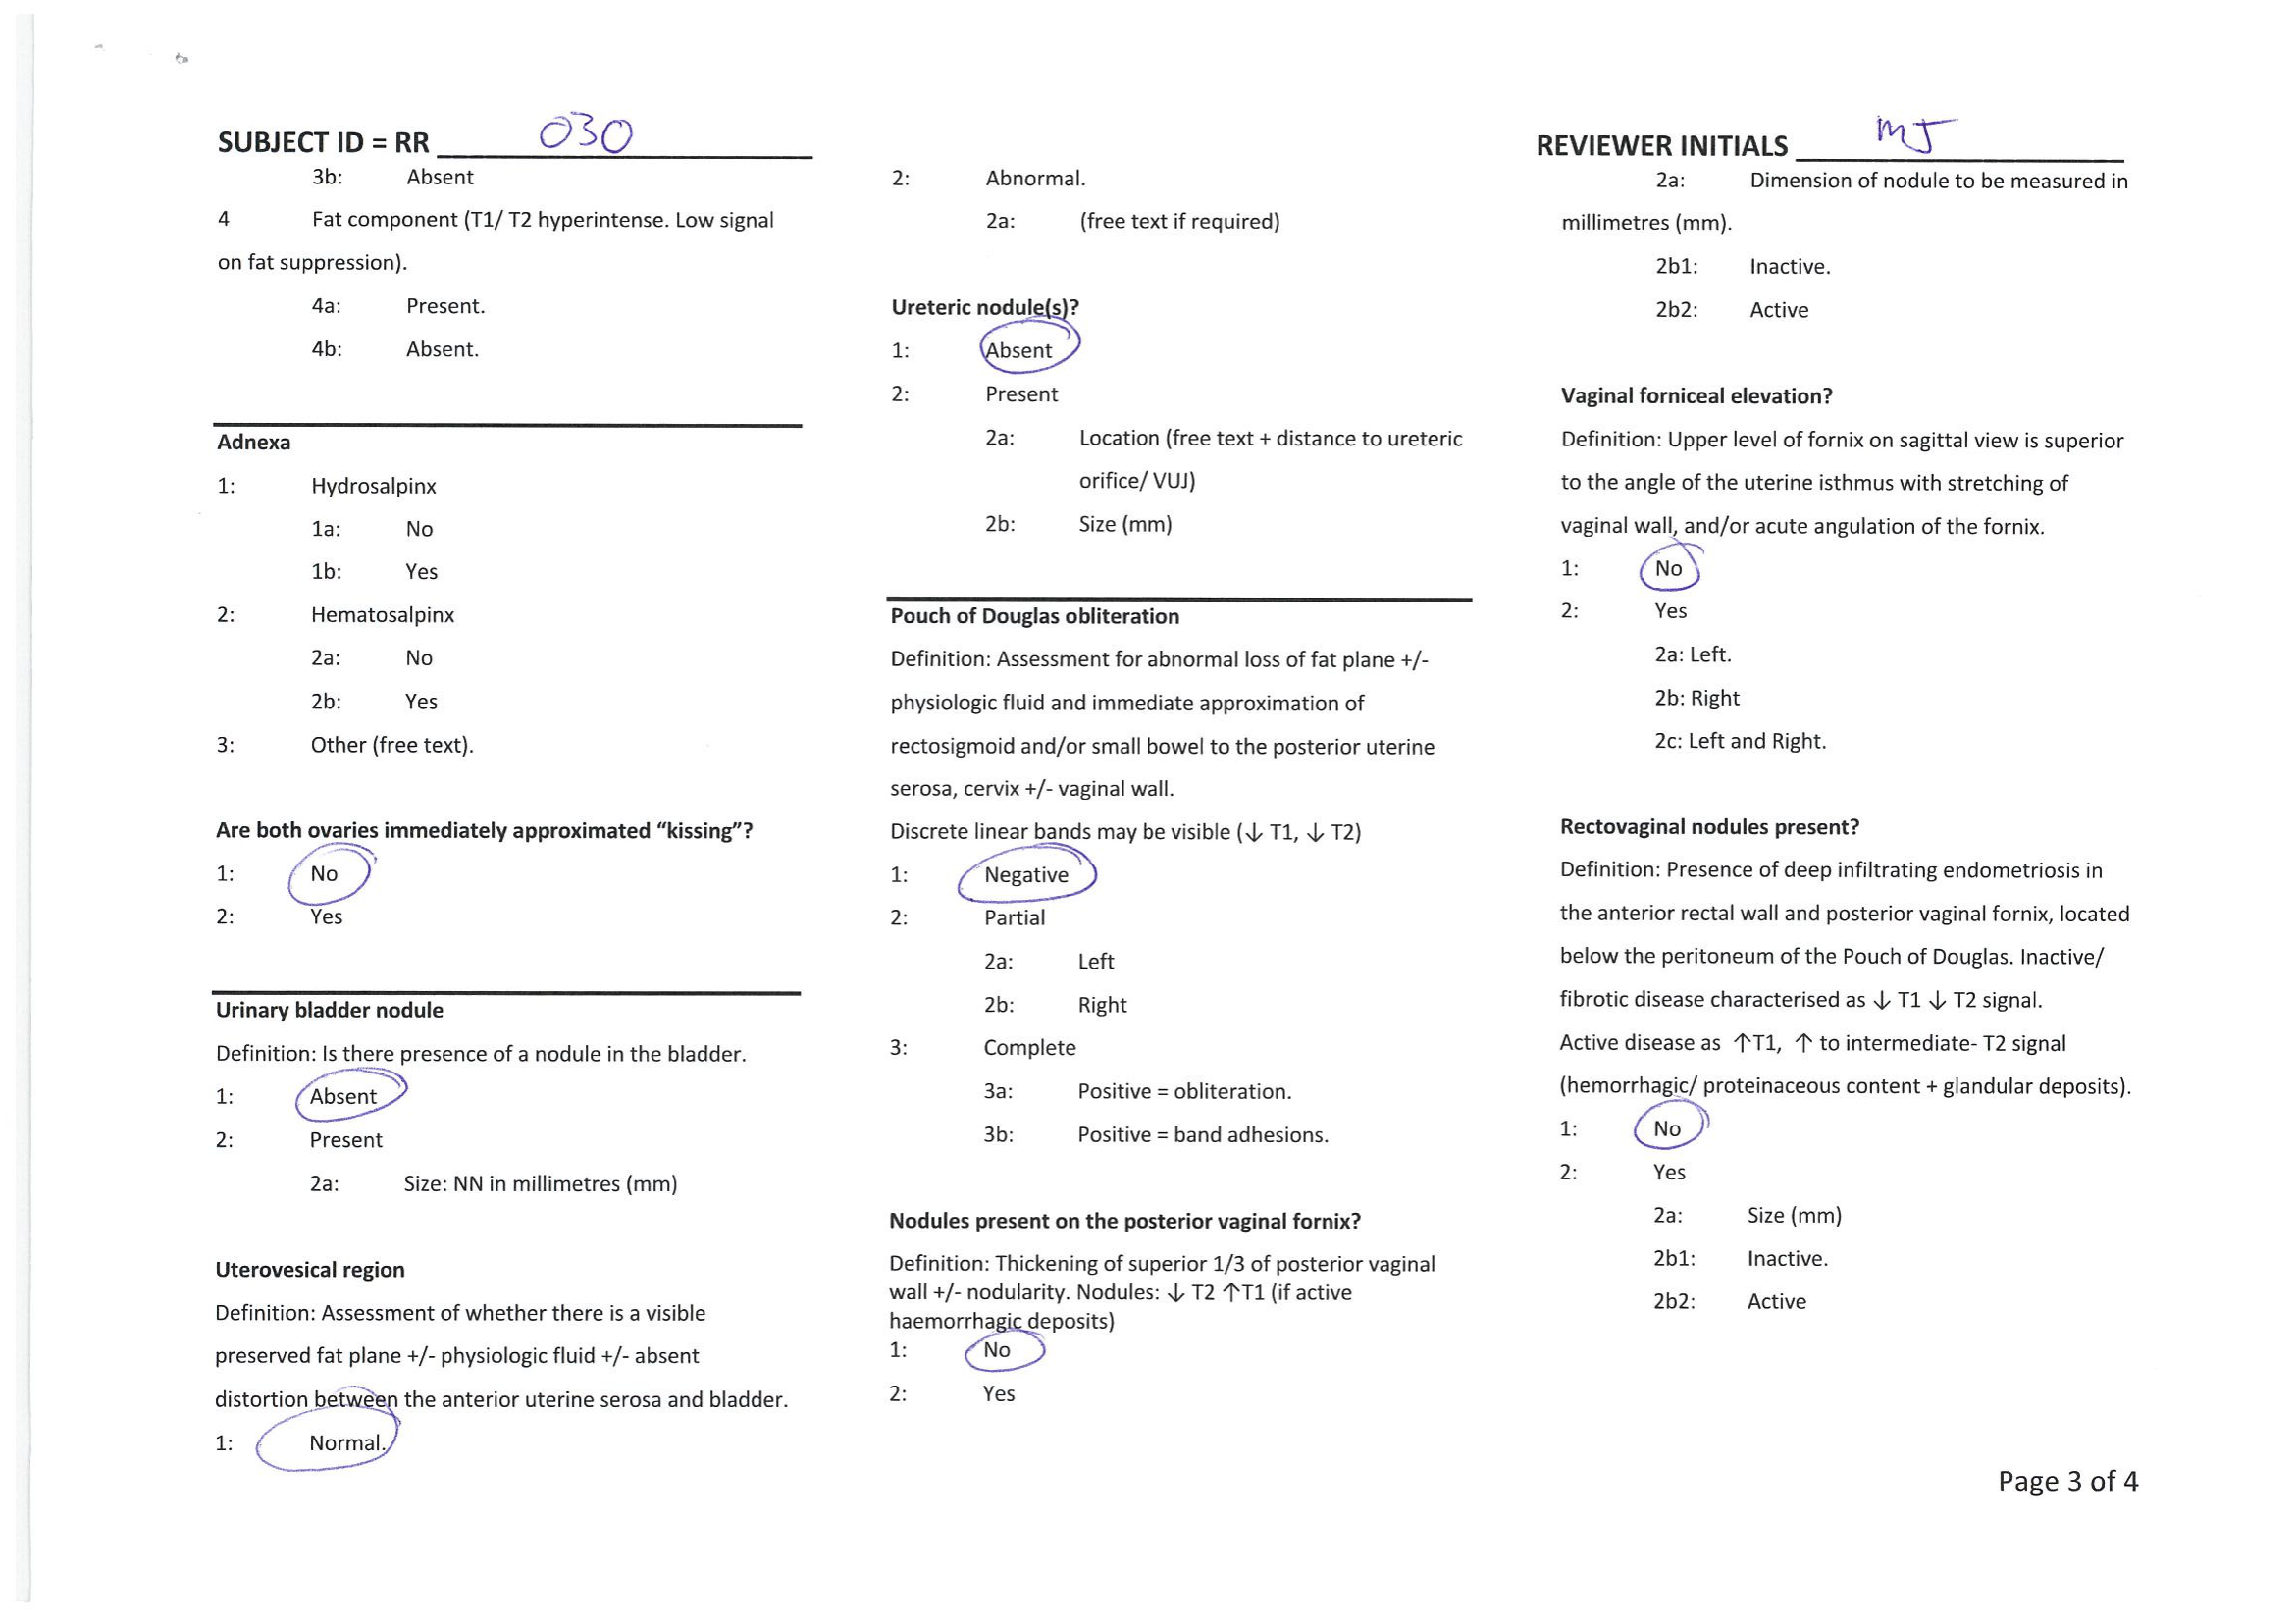 SUBJECT ID = RR 030
3b: Absent
4 Fat component (T1/ T2 hyperintense. Low signal
on fat suppression).
4a: Present.
4b: Absent.
Adnexa
1: Hydrosalpinx
1a: No
1b: Yes
2: Hematosalpinx
2a: No
2b: Yes
3: Other (free text).
Are both ovaries immediately approximated “kissing”?
1: No
2: Yes
Urinary bladder nodule
Definition: Is there presence of a nodule in the bladder.
1: Absent
2: Present
2a: Size: NN in millimetres (mm)
Uterovesical region
Definition: Assessment of whether there is a visible
preserved fat plane +/- physiologic fluid +/- absent
distortion between the anterior uterine serosa and bladder.
1: Normal.
2: Abnormal.
2a: (free text if required)
Ureteric nodule(s)?
1: Absent
2: Present
2a: Location (free text + distance to ureteric
orifice/ VUJ)
2b: Size (mm)
Pouch of Douglas obliteration
Definition: Assessment for abnormal loss of fat plane +/-
physiologic fluid and immediate approximation of
rectosigmoid and/or small bowel to the posterior uterine
serosa, cervix +/- vaginal wall.
Discrete linear bands may be visible (↓ T1, ↓ T2)
1: Negative
2: Partial
2a: Left
2b: Right
3: Complete
3a: Positive = obliteration.
3b: Positive = band adhesions.
Nodules present on the posterior vaginal fornix?
Definition: Thickening of superior 1/3 of posterior vaginal
wall +/- nodularity. Nodules: ↓ T2 ↑T1 (if active
haemorrhagic deposits)
1: No
2: Yes
REVIEWER INITIALS MJ
2a: Dimension of nodule to be measured in
millimetres (mm).
2b1: Inactive.
2b2: Active
Vaginal forniceal elevation?
Definition: Upper level of fornix on sagittal view is superior
to the angle of the uterine isthmus with stretching of
vaginal wall, and/or acute angulation of the fornix.
1: No
2: Yes
2a: Left.
2b: Right
2c: Left and Right.
Rectovaginal nodules present?
Definition: Presence of deep infiltrating endometriosis in
the anterior rectal wall and posterior vaginal fornix, located
below the peritoneum of the Pouch of Douglas. Inactive/
fibrotic disease characterised as ↓ T1 ↓ T2 signal.
Active disease as ↑T1, ↑ to intermediate- T2 signal
(hemorrhagic/ proteinaceous content + glandular deposits).
1: No
2: Yes
2a: Size (mm)
2b1: Inactive.
2b2: Active
Page 3 of 4